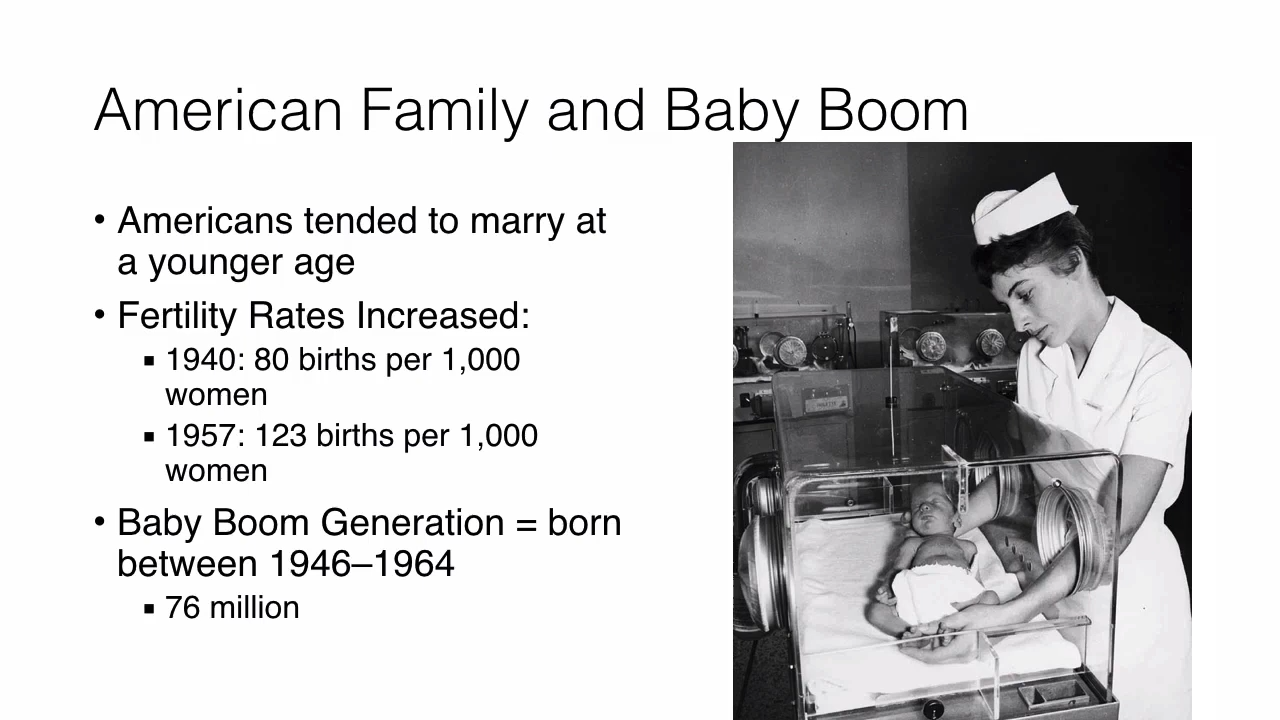 American Family and Baby Boom
• Americans tended to marry at
a younger age
• Fertility Rates Increased:
▪ 1940: 80 births per 1,000
women
▪ 1957: 123 births per 1,000
women
• Baby Boom Generation = born
between 1946–1964
▪ 76 million